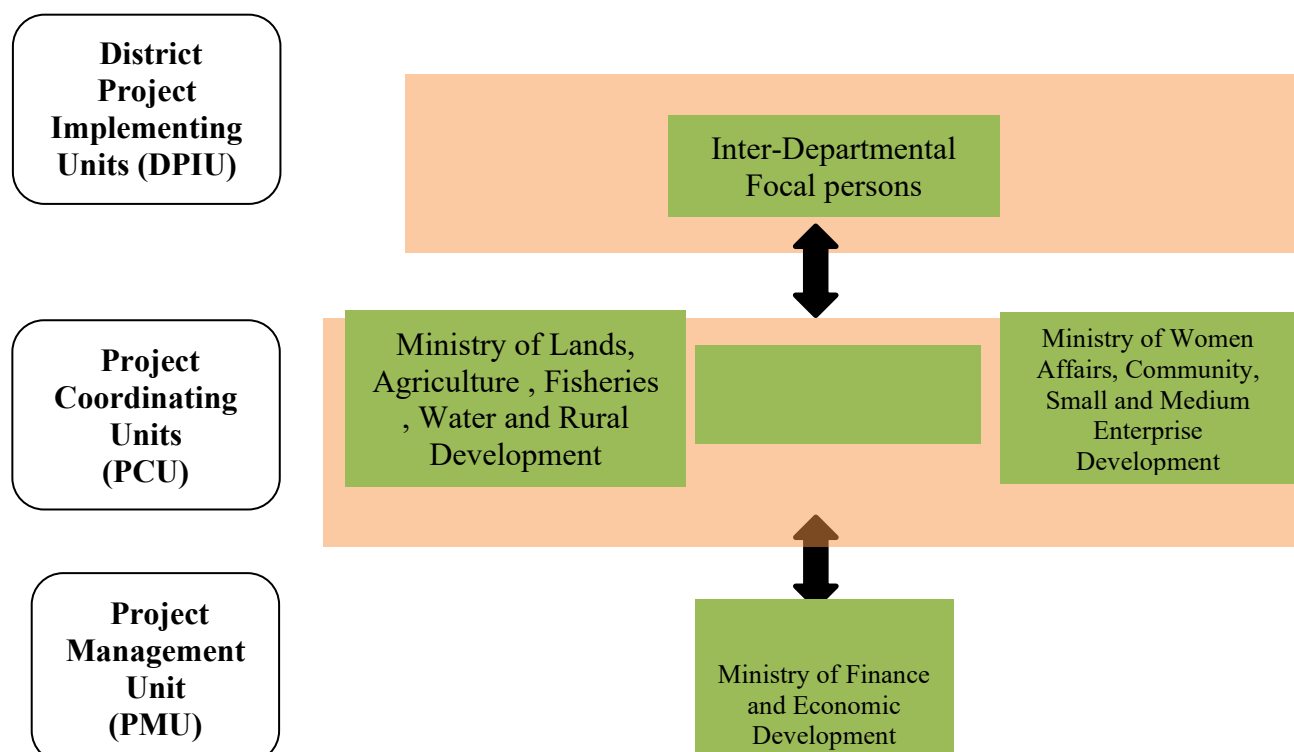 District
Project
Implementing
Units (DPIU)
Inter-Departmental
Focal persons
Project
Coordinating
Units
(PCU)
Ministry of Lands,
Agriculture , Fisheries
, Water and Rural
Development
Ministry of Women
Affairs, Community,
Small and Medium
Enterprise
Development
Project
Management
Unit
(PMU)
Ministry of Finance
and Economic
Development